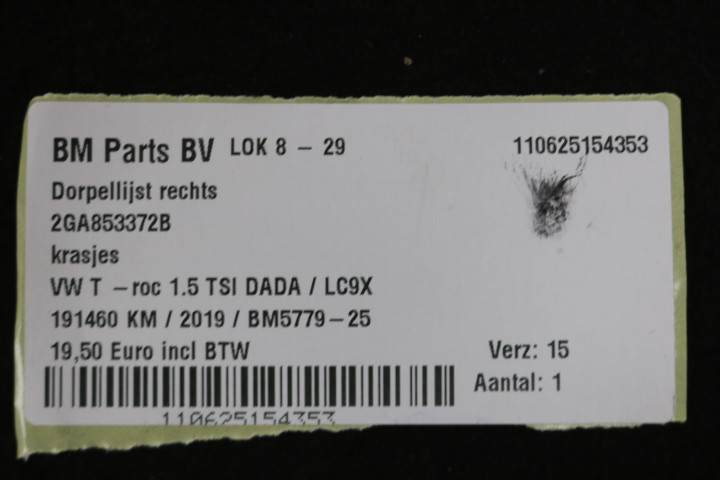 BM Parts BV LOK 8 – 29 110625154353
Dorpellijst rechts
2GA853372B
krasjes
VW T –roc 1.5 TSI DADA / LC9X
191460 KM / 2019 / BM5779–25
19,50 Euro incl BTW Verz: 15
Aantal: 1
110625154353